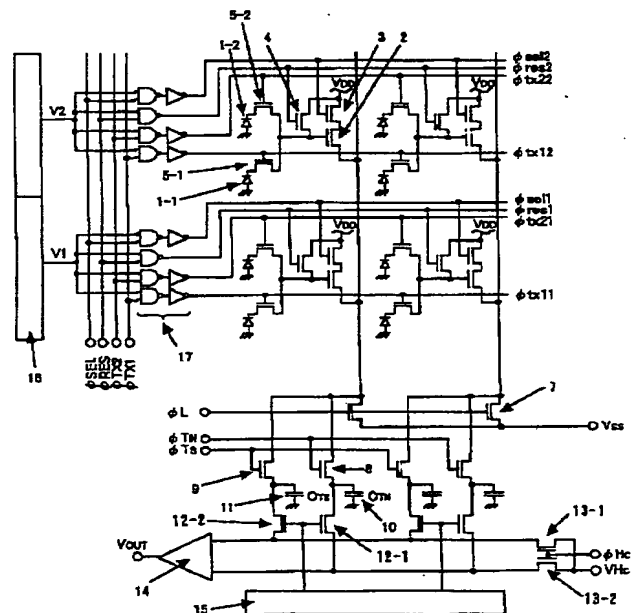 5-2
1-2
4
3
2
φsel2
φres2
φtx22
VDD
VDD
V2
φtx12
5-1
1-1
φsel1
φres1
φtx21
VDD
VDD
V1
φtx11
16
17
φSEL
φRES
φTX2
φTX1
7
φL
VSS
φTN
φTS
8
9
11
CTS
CTN
10
12-2
12-1
13-1
VOUT
φHC
VHC
14
13-2
15